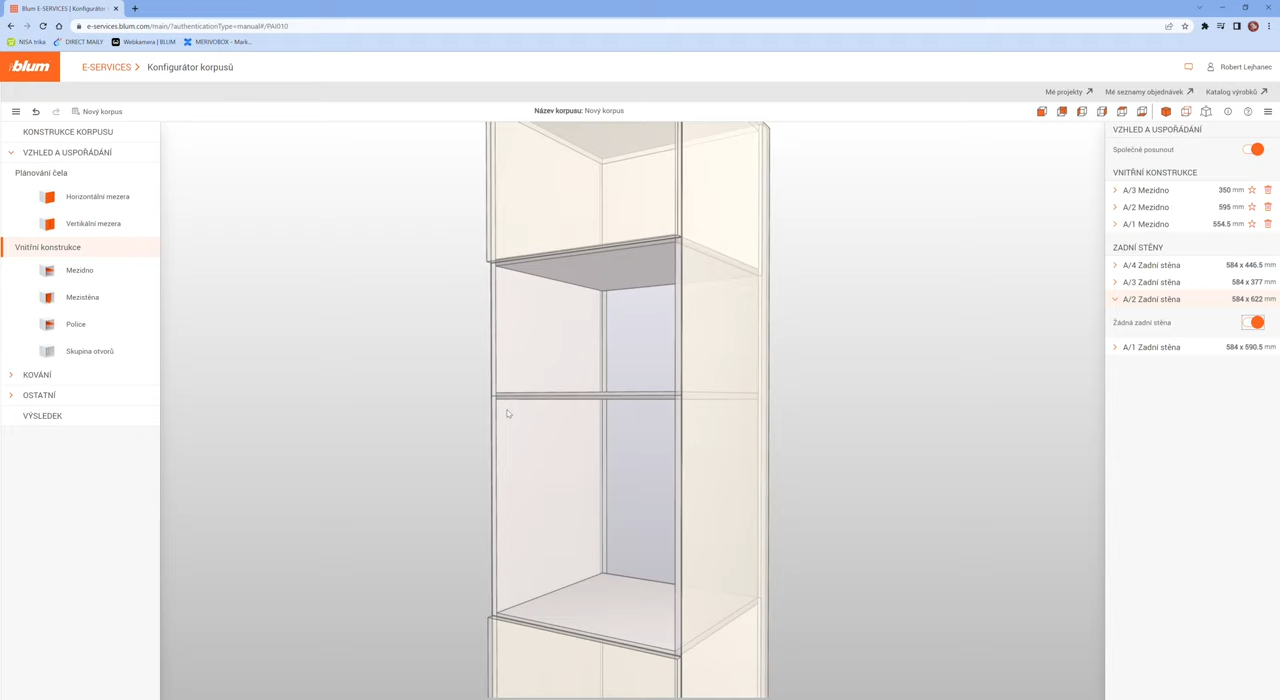 Blum E-SERVICES | Konfigurátor
e-services.blum.com/main/?authenticationType=manual#/PAI010
NISA trika
DIRECT MAILY
Webkamera | BLUM
MERIVOBOX - Mark...
blum
E-SERVICES
Konfigurátor korpusů
Robert Lejhanec
Mé projekty
Mé seznamy objednávek
Katalog výrobků
Nový korpus
Název korpusu: Nový korpus
KONSTRUKCE KORPUSU
VZHLED A USPOŘÁDÁNÍ
Plánování čela
Horizontální mezera
Vertikální mezera
Vnitřní konstrukce
Mezidno
Mezistěna
Police
Skupina otvorů
KOVÁNÍ
OSTATNÍ
VÝSLEDEK
VZHLED A USPOŘÁDÁNÍ
Společně posunout
VNITŘNÍ KONSTRUKCE
A/3 Mezidno 350 mm
A/2 Mezidno 595 mm
A/1 Mezidno 554.5 mm
ZADNÍ STĚNY
A/4 Zadní stěna 584 x 446.5 mm
A/3 Zadní stěna 584 x 377 mm
A/2 Zadní stěna 584 x 622 mm
Žádná zadní stěna
A/1 Zadní stěna 584 x 590.5 mm